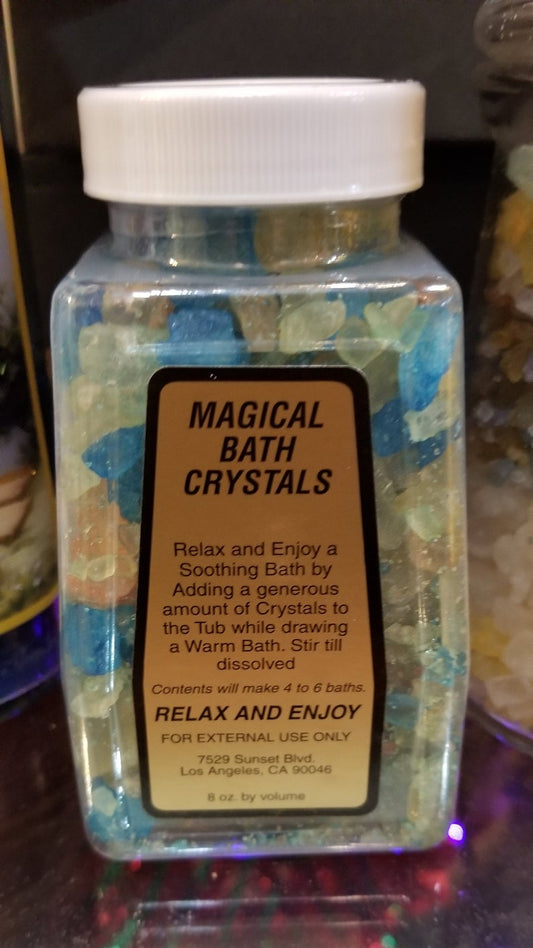 MAGICAL
BATH
CRYSTALS
Relax and Enjoy a
Soothing Bath by
Adding a generous
amount of Crystals to
the Tub while drawing
a Warm Bath. Stir till
dissolved
Contents will make 4 to 6 baths.
RELAX AND ENJOY
FOR EXTERNAL USE ONLY
7529 Sunset Blvd.
Los Angeles, CA 90046
8 oz. by volume